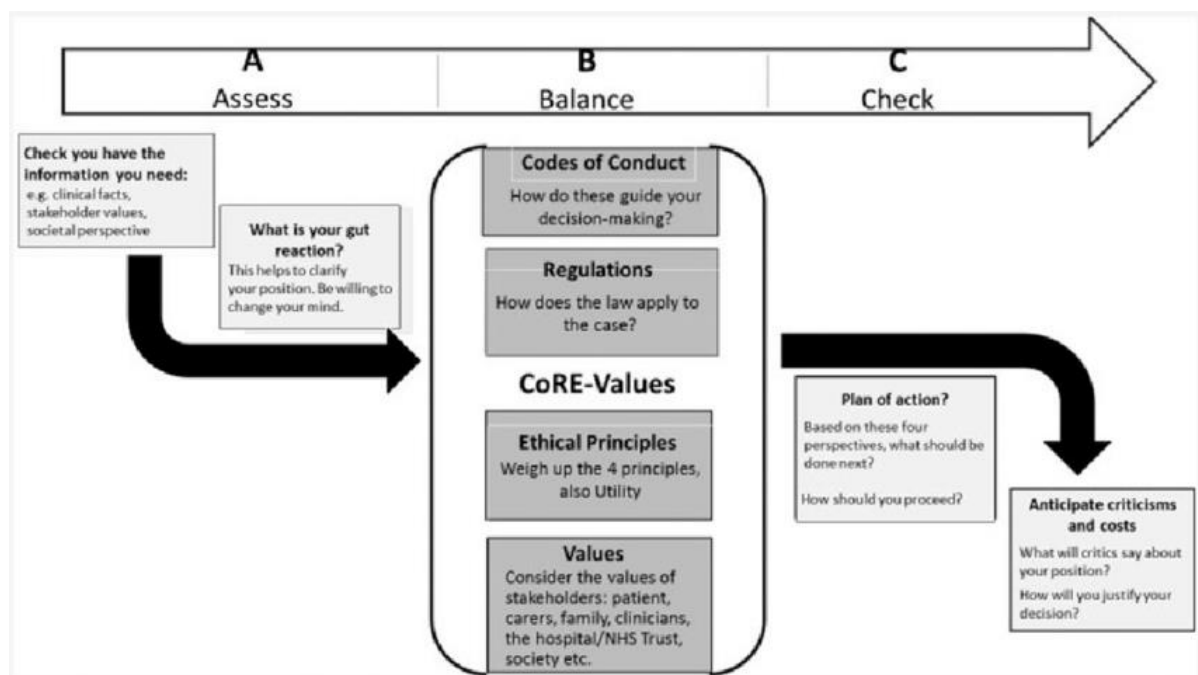 A
Assess
B
Balance
C
Check
Check you have the
information you need:
e.g. clinical facts,
stakeholder values,
societal perspective
What is your gut
reaction?
This helps to clarify
your position. Be willing to
change your mind.
Codes of Conduct
How do these guide your
decision-making?
Regulations
How does the law apply to
the case?
CoRE-Values
Ethical Principles
Weigh up the 4 principles,
also Utility
Values
Consider the values of
stakeholders: patient,
carers, family, clinicians,
the hospital/NHS Trust,
society etc.
Plan of action?
Based on these four
perspectives, what should be
done next?
How should you proceed?
Anticipate criticisms
and costs
What will critics say about
your position?
How will you justify your
decision?